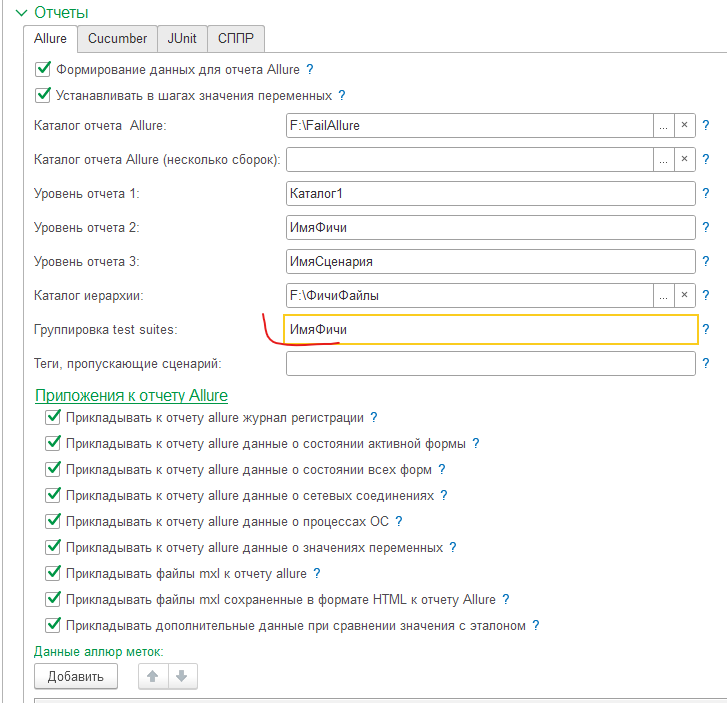 Отчеты
Allure Cucumber JUnit СППР
Формирование данных для отчета Allure ?
Устанавливать в шагах значения переменных ?
Каталог отчета Allure: F:\FailAllure ... × ?
Каталог отчета Allure (несколько сборок): ... × ?
Уровень отчета 1: Каталог1 ?
Уровень отчета 2: ИмяФичи ?
Уровень отчета 3: ИмяСценария ?
Каталог иерархии: F:\ФичиФайлы ... × ?
Группировка test suites: ИмяФичи ?
Теги, пропускающие сценарий: ?
Приложения к отчету Allure
Прикладывать к отчету allure журнал регистрации ?
Прикладывать к отчету allure данные о состоянии активной формы ?
Прикладывать к отчету allure данные о состоянии всех форм ?
Прикладывать к отчету allure данные о сетевых соединениях ?
Прикладывать к отчету allure данные о процессах ОС ?
Прикладывать к отчету allure данные о значениях переменных ?
Прикладывать файлы mxl к отчету allure ?
Прикладывать файлы mxl сохраненные в формате HTML к отчету Allure ?
Прикладывать дополнительные данные при сравнении значения с эталоном ?
Данные аллюр меток:
Добавить